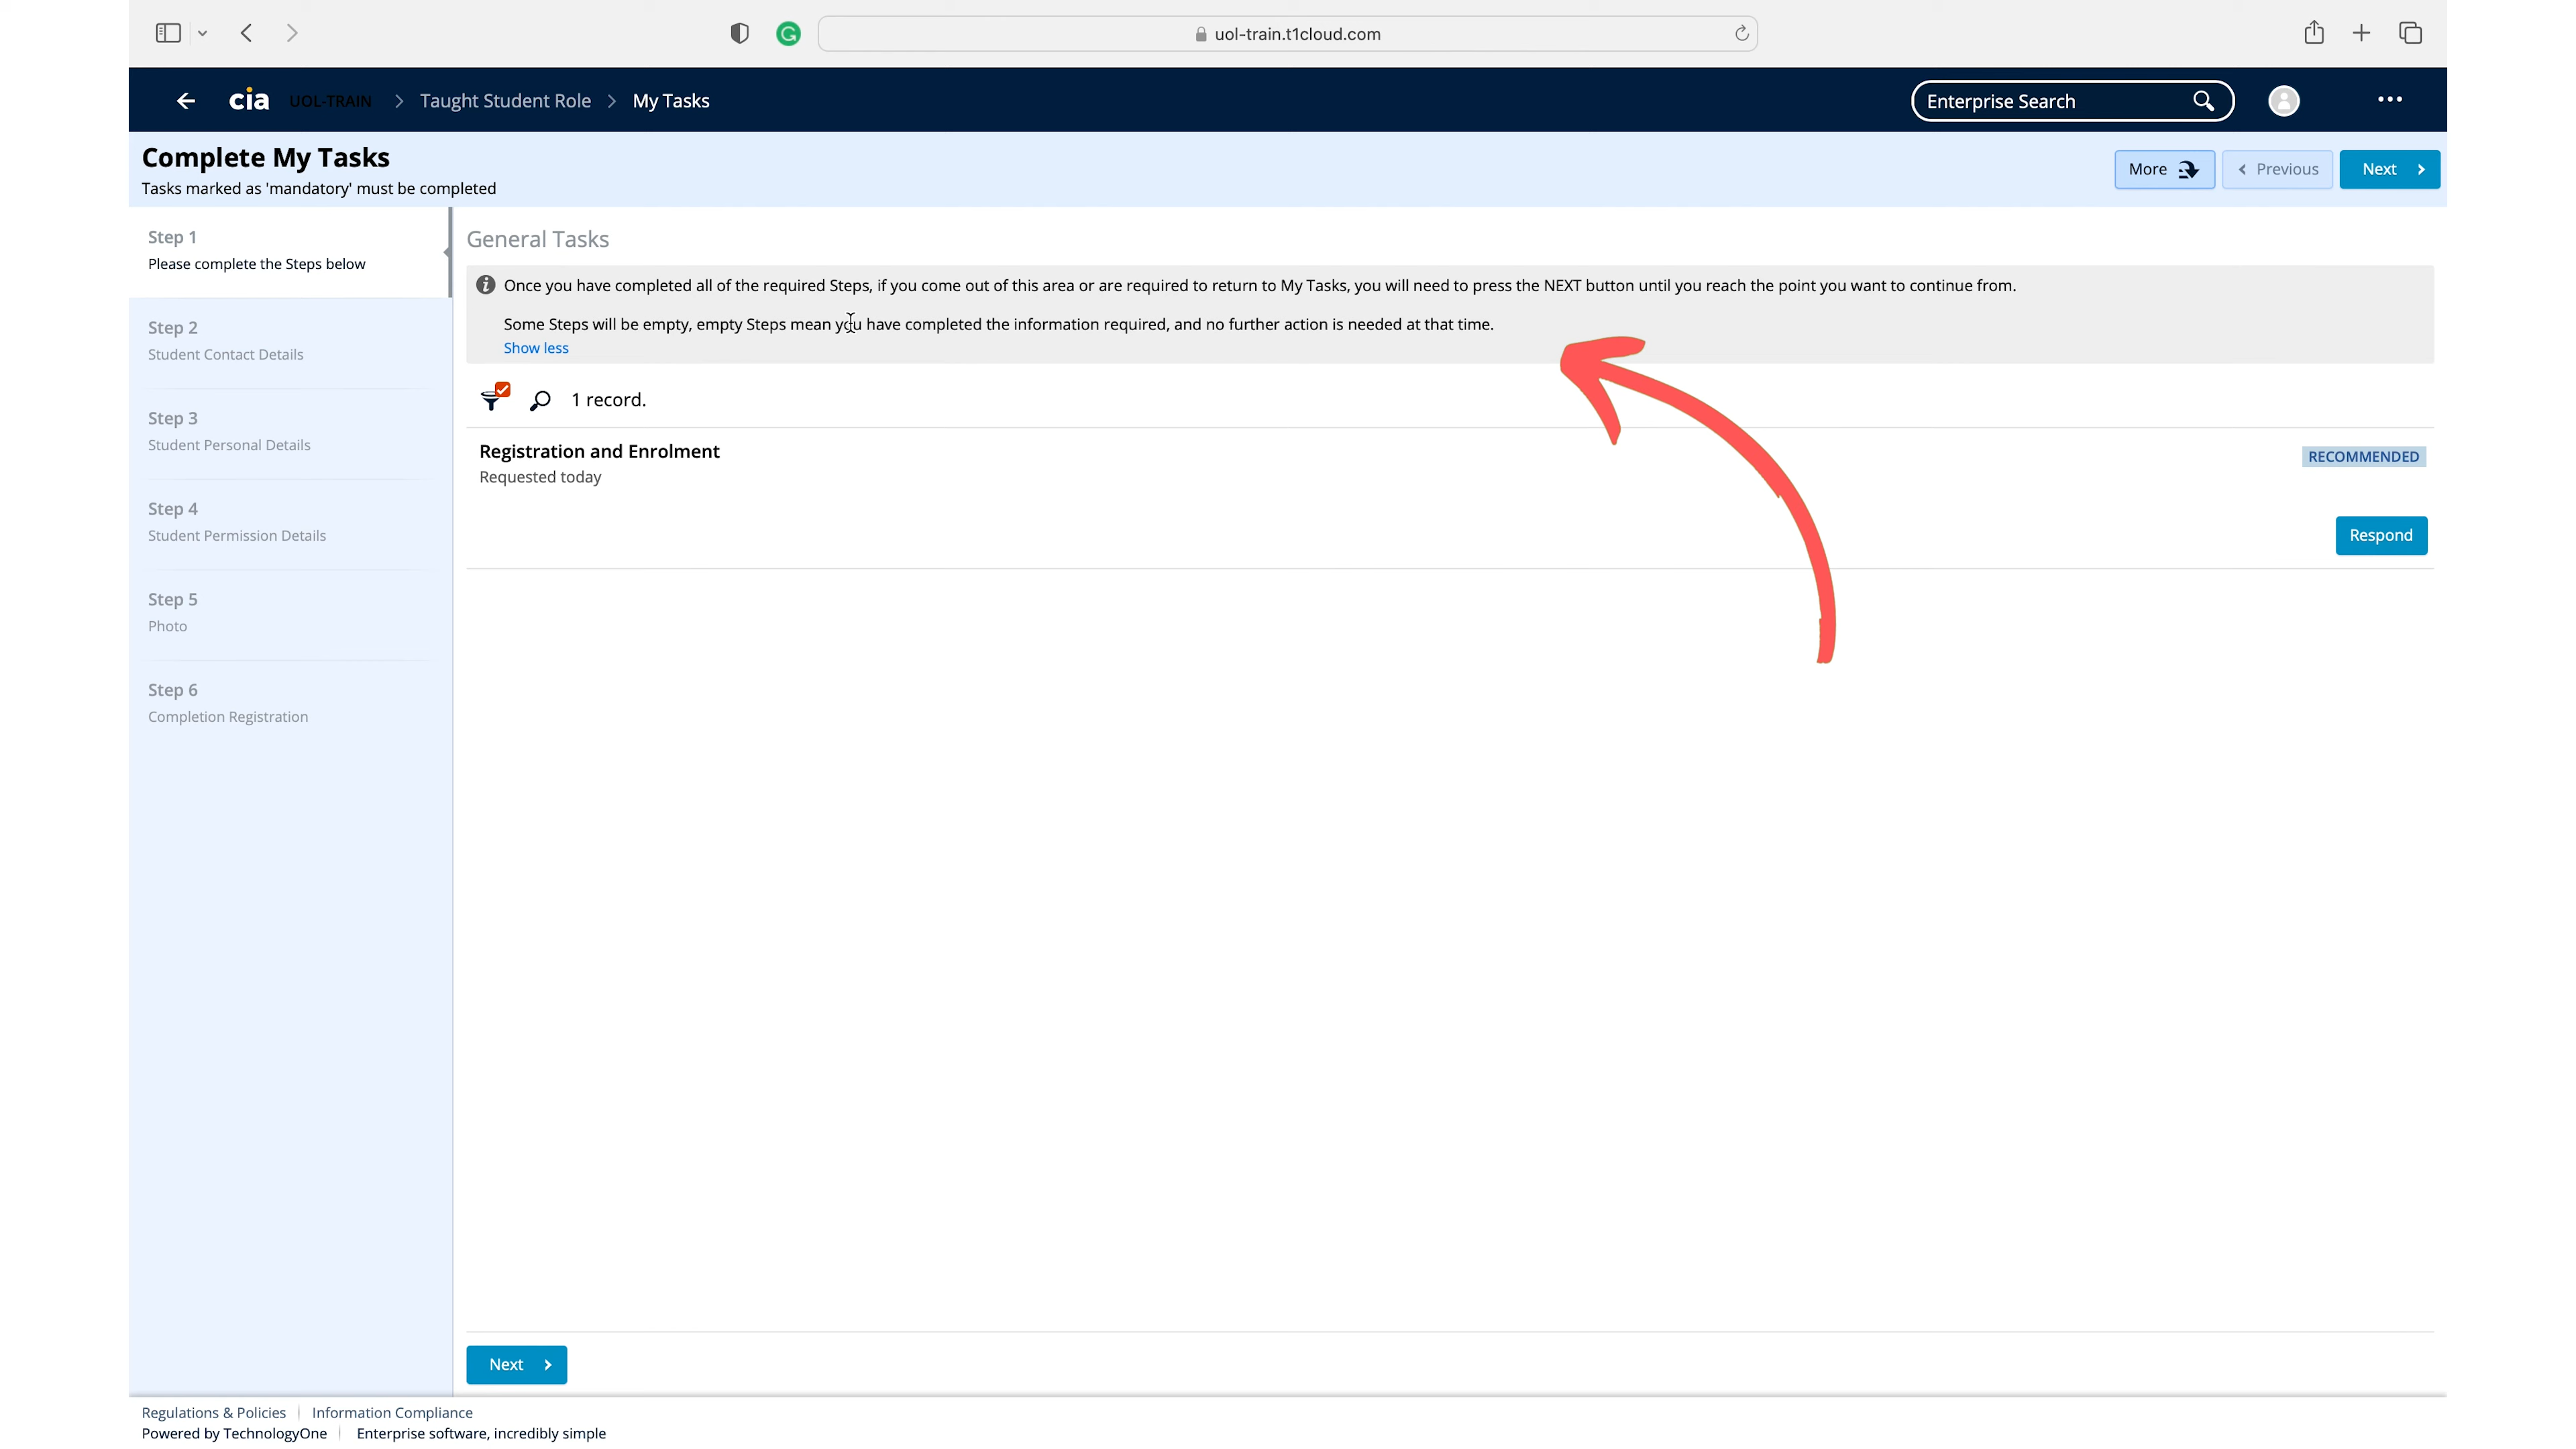 uol-train.t1cloud.com
cia UOL-TRAIN > Taught Student Role > My Tasks
Enterprise Search
Complete My Tasks
Tasks marked as 'mandatory' must be completed
More
Previous
Next
Step 1
Please complete the Steps below
Step 2
Student Contact Details
Step 3
Student Personal Details
Step 4
Student Permission Details
Step 5
Photo
Step 6
Completion Registration
General Tasks
Once you have completed all of the required Steps, if you come out of this area or are required to return to My Tasks, you will need to press the NEXT button until you reach the point you want to continue from.
Some Steps will be empty, empty Steps mean you have completed the information required, and no further action is needed at that time.
Show less
1 record.
Registration and Enrolment
Requested today
RECOMMENDED
Respond
Next
Regulations & Policies | Information Compliance
Powered by TechnologyOne | Enterprise software, incredibly simple